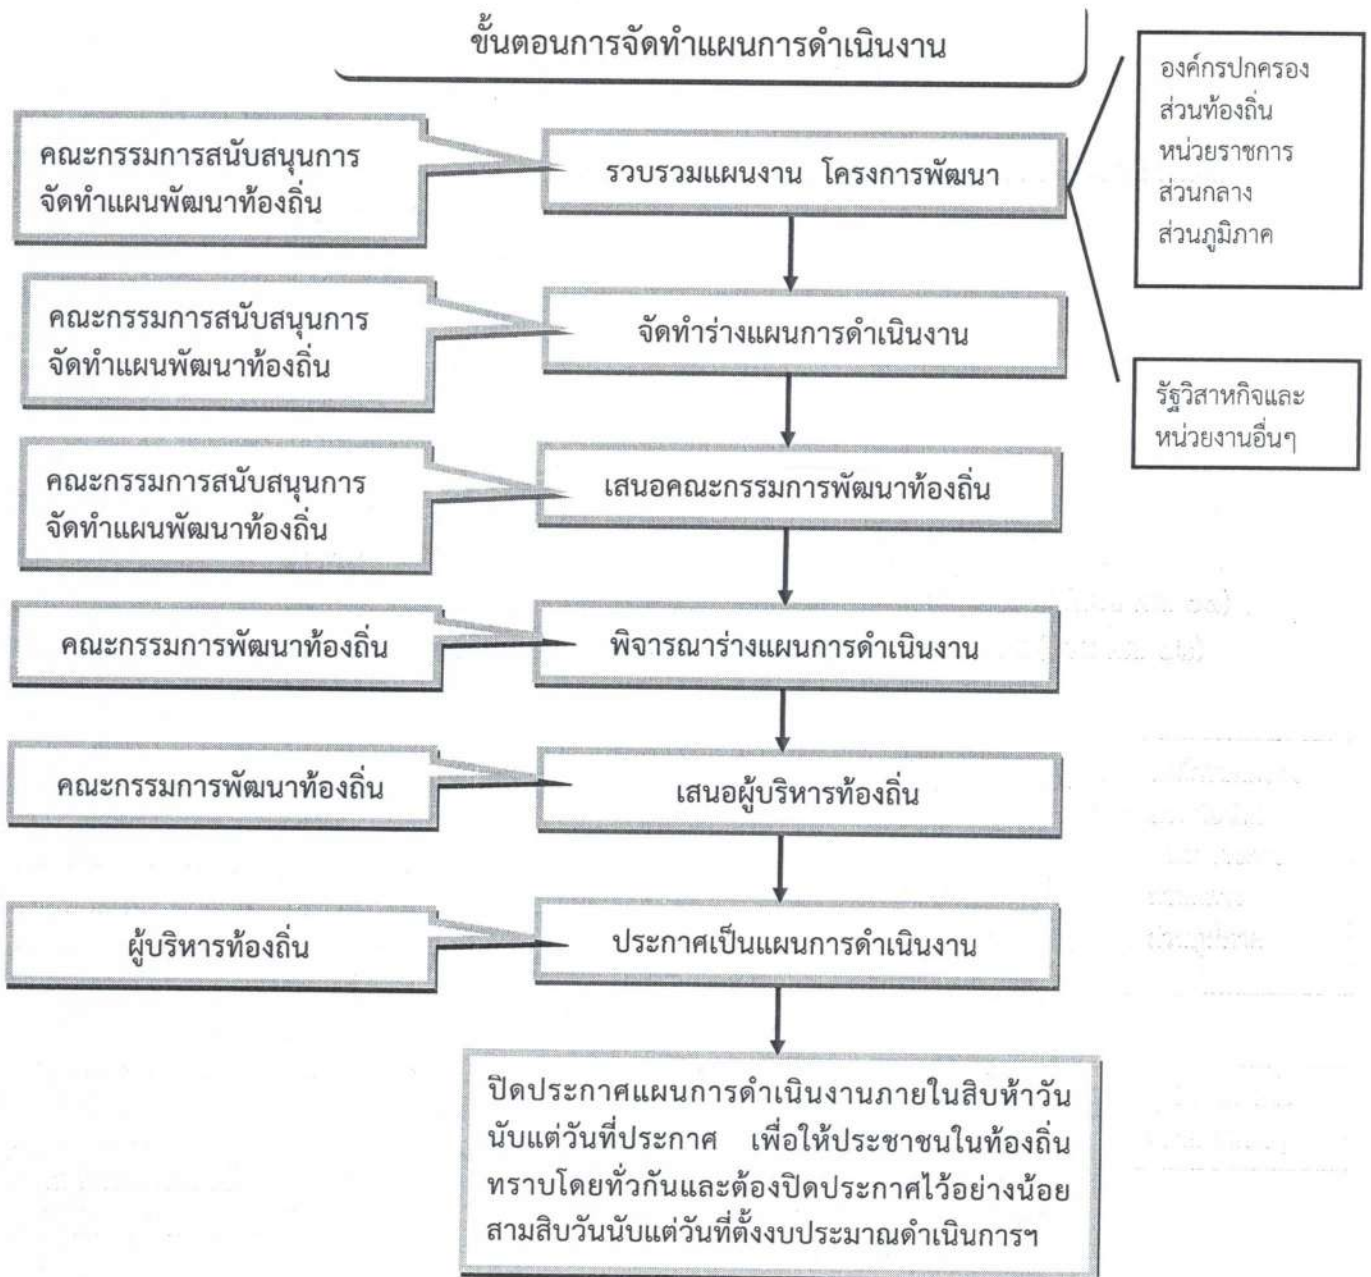 ขั้นตอนการจัดทำแผนการดำเนินงาน
องค์กรปกครอง
ส่วนท้องถิ่น
หน่วยราชการ
ส่วนกลาง
ส่วนภูมิภาค
คณะกรรมการสนับสนุนการ
จัดทำแผนพัฒนาท้องถิ่น
รวบรวมแผนงาน โครงการพัฒนา
คณะกรรมการสนับสนุนการ
จัดทำแผนพัฒนาท้องถิ่น
จัดทำร่างแผนการดำเนินงาน
รัฐวิสาหกิจและ
หน่วยงานอื่นๆ
คณะกรรมการสนับสนุนการ
จัดทำแผนพัฒนาท้องถิ่น
เสนอคณะกรรมการพัฒนาท้องถิ่น
คณะกรรมการพัฒนาท้องถิ่น
พิจารณาร่างแผนการดำเนินงาน
คณะกรรมการพัฒนาท้องถิ่น
เสนอผู้บริหารท้องถิ่น
ผู้บริหารท้องถิ่น
ประกาศเป็นแผนการดำเนินงาน
ปิดประกาศแผนการดำเนินงานภายในสิบห้าวัน
นับแต่วันที่ประกาศ เพื่อให้ประชาชนในท้องถิ่น
ทราบโดยทั่วกันและต้องปิดประกาศไว้อย่างน้อย
สามสิบวันนับแต่วันที่ตั้งงบประมาณดำเนินการฯ